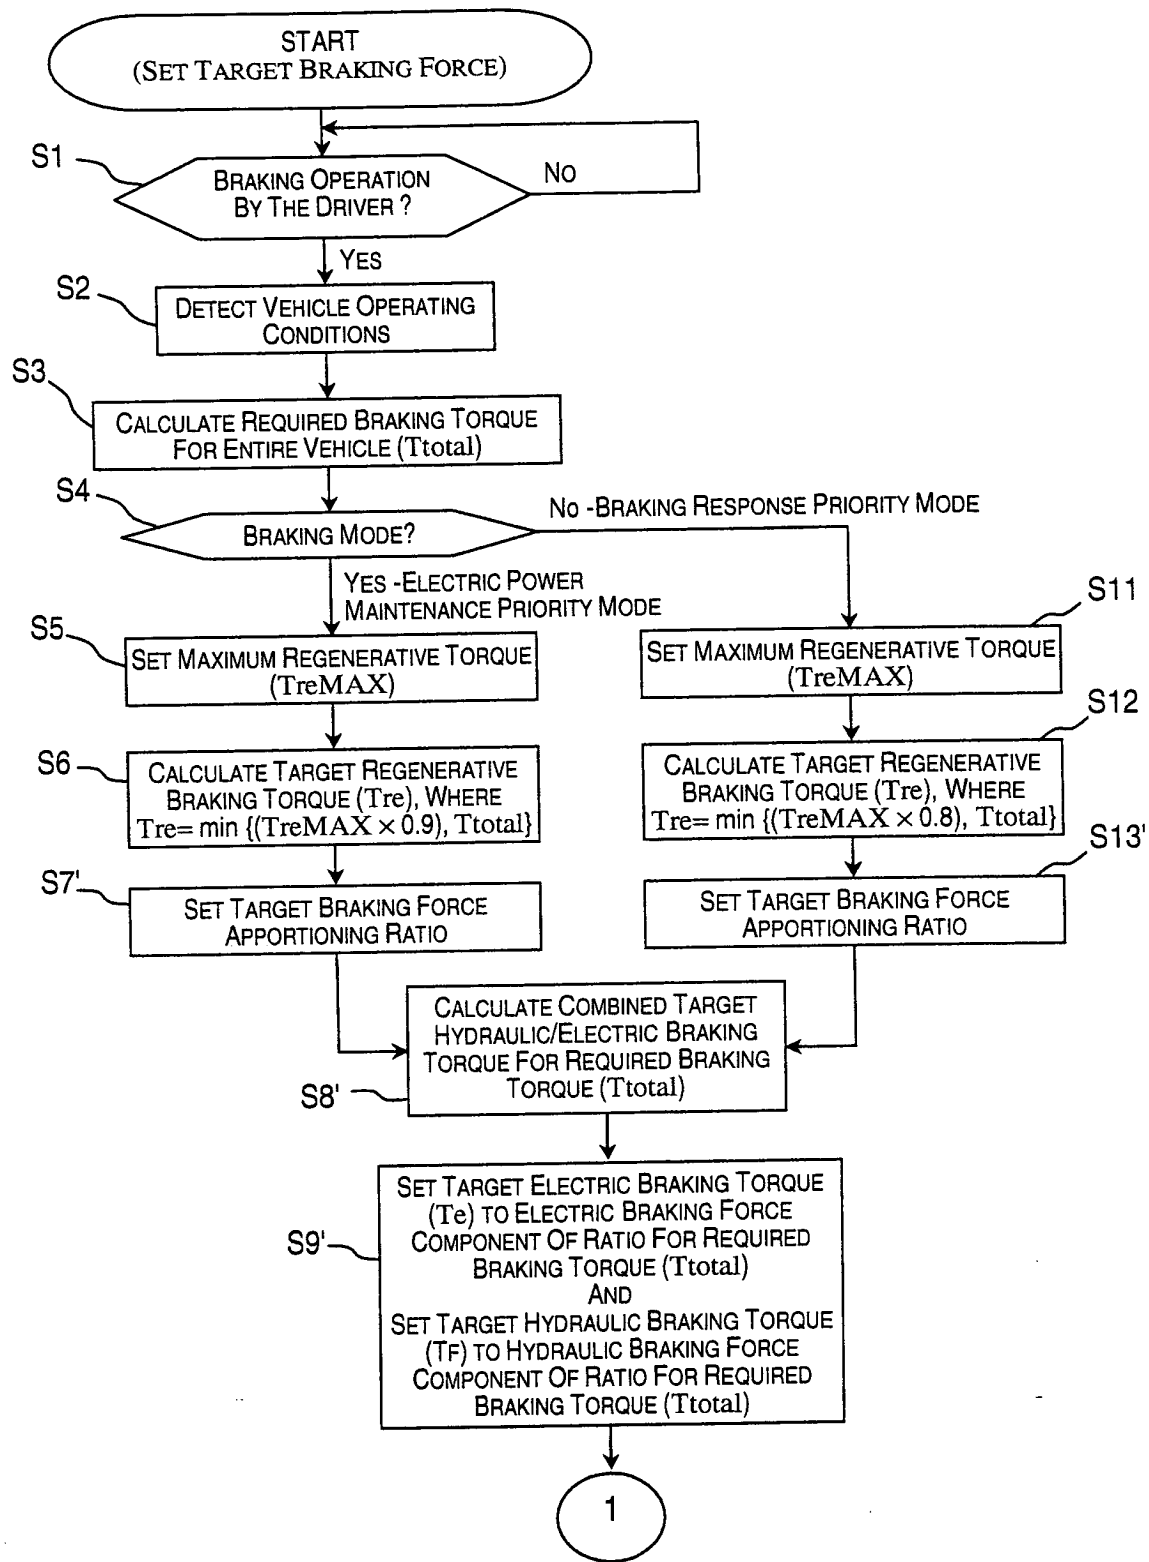 START
(SET TARGET BRAKING FORCE)
S1
BRAKING OPERATION
BY THE DRIVER ?
NO
YES
S2
DETECT VEHICLE OPERATING
CONDITIONS
S3
CALCULATE REQUIRED BRAKING TORQUE
FOR ENTIRE VEHICLE (Ttotal)
S4
BRAKING MODE?
NO -BRAKING RESPONSE PRIORITY MODE
YES -ELECTRIC POWER
MAINTENANCE PRIORITY MODE
S5
SET MAXIMUM REGENERATIVE TORQUE
(TreMAX)
S11
SET MAXIMUM REGENERATIVE TORQUE
(TreMAX)
S6
CALCULATE TARGET REGENERATIVE
BRAKING TORQUE (Tre), WHERE
Tre= min {(TreMAX × 0.9), Ttotal}
S12
CALCULATE TARGET REGENERATIVE
BRAKING TORQUE (Tre), WHERE
Tre= min {(TreMAX × 0.8), Ttotal}
S7'
SET TARGET BRAKING FORCE
APPORTIONING RATIO
S13'
SET TARGET BRAKING FORCE
APPORTIONING RATIO
S8'
CALCULATE COMBINED TARGET
HYDRAULIC/ELECTRIC BRAKING
TORQUE FOR REQUIRED BRAKING
TORQUE (Ttotal)
S9'
SET TARGET ELECTRIC BRAKING TORQUE
(Te) TO ELECTRIC BRAKING FORCE
COMPONENT OF RATIO FOR REQUIRED
BRAKING TORQUE (Ttotal)
AND
SET TARGET HYDRAULIC BRAKING TORQUE
(TF) TO HYDRAULIC BRAKING FORCE
COMPONENT OF RATIO FOR REQUIRED
BRAKING TORQUE (Ttotal)
1